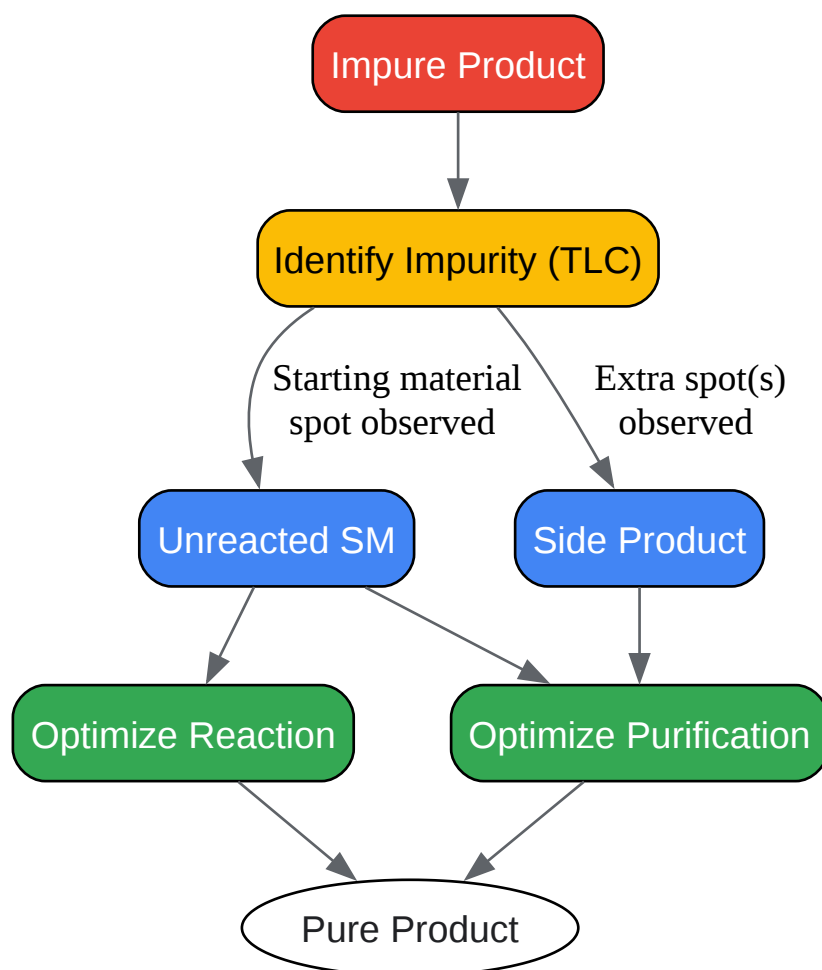 Impure Product
Identify Impurity (TLC)
Starting material
spot observed
Extra spot(s)
observed
Unreacted SM
Side Product
Optimize Reaction
Optimize Purification
Pure Product